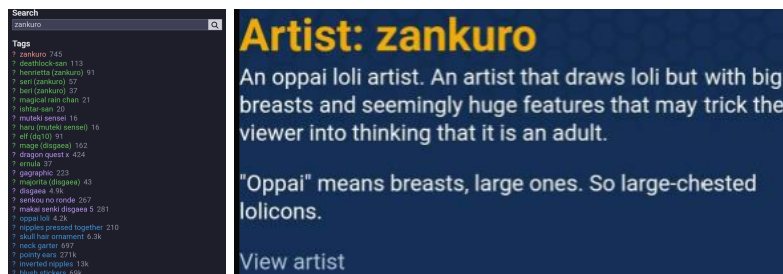 Search
zankuro
Tags
? zankuro 745
? deathlock-san 113
? henrietta (zankuro) 91
? seri (zankuro) 57
? beri (zankuro) 37
? magical rain chan 21
? ishtar-san 20
? muteki sensei 16
? haru (muteki sensei) 16
? elf (dq10) 91
? mage (disgaea) 162
? dragon quest x 424
? ernula 37
? gagraphic 223
? majorita (disgaea) 43
? disgaea 4.9k
? senkou no ronde 267
? makai senki disgaea 5 281
? oppai loli 4.2k
? nipples pressed together 210
? skull hair ornament 6.3k
? neck garter 697
? pointy ears 271k
? inverted nipples 13k
? blush stickers 69k
Artist: zankuro
An oppai loli artist. An artist that draws loli but with big
breasts and seemingly huge features that may trick the
viewer into thinking that it is an adult.
"Oppai" means breasts, large ones. So large-chested
lolicons.
View artist